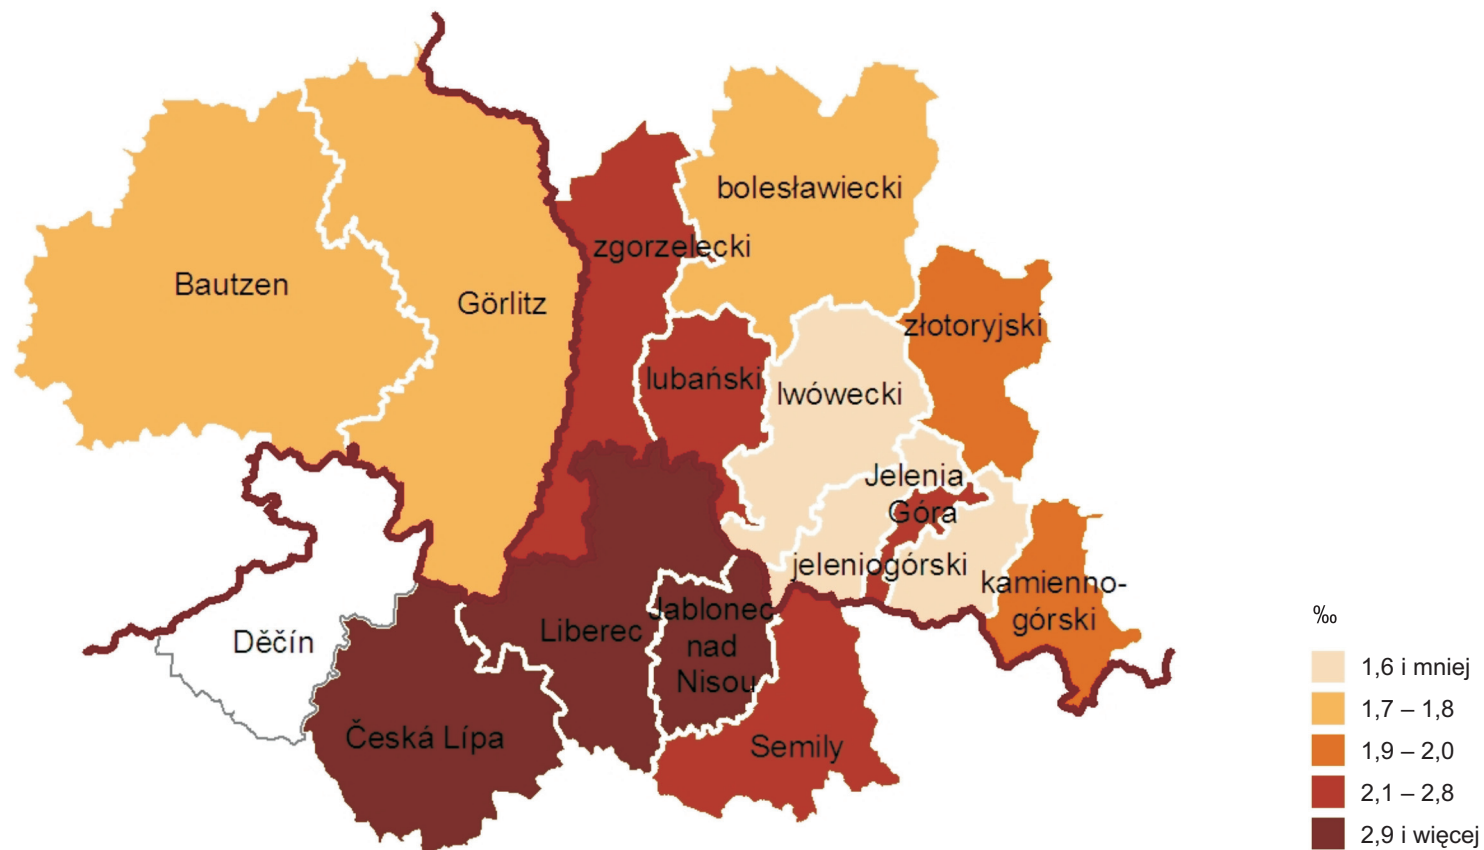 bolesławiecki
zgorzelecki
Bautzen
Görlitz
złotoryjski
lubański
lwówecki
Jelenia
Góra
jeleniogórski
kamienno-
górski
Děčín
Liberec
Jablonec
nad
Nisou
Česká Lípa
Semily
‰
1,6 i mniej
1,7 – 1,8
1,9 – 2,0
2,1 – 2,8
2,9 i więcej